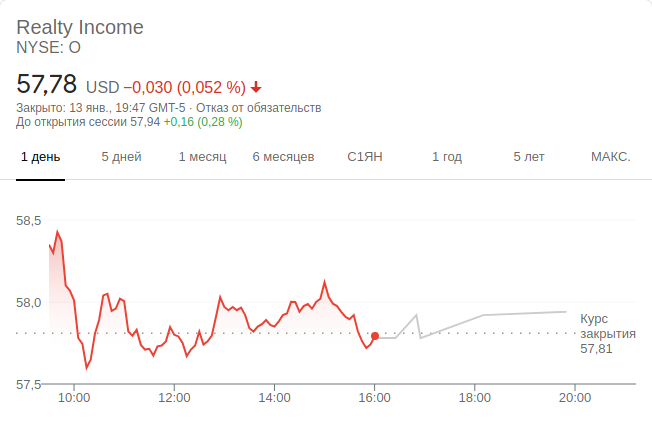 Realty Income
NYSE: O
57,78 USD −0,030 (0,052 %)
Закрыто: 13 янв., 19:47 GMT-5 · Отказ от обязательств
До открытия сессии 57,94 +0,16 (0,28 %)
1 день 5 дней 1 месяц 6 месяцев С1ЯН 1 год 5 лет МАКС.
58,5
58,0
Курс
закрытия
57,81
57,5
10:00 12:00 14:00 16:00 18:00 20:00